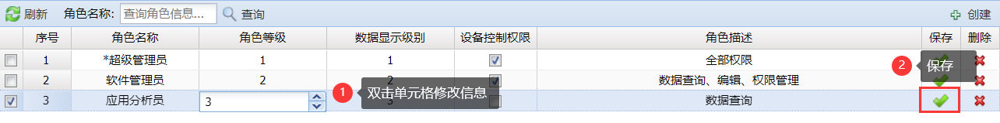 刷新 角色名称: 查询角色信息... 查询 创建
序号 角色名称 角色等级 数据显示级别 设备控制权限 角色描述 保存 删除
1 *超级管理员 1 1 全部权限
2 软件管理员 2 2 数据查询、编辑、权限管理
2 保存
3 应用分析员 3 数据查询
1 双击单元格修改信息